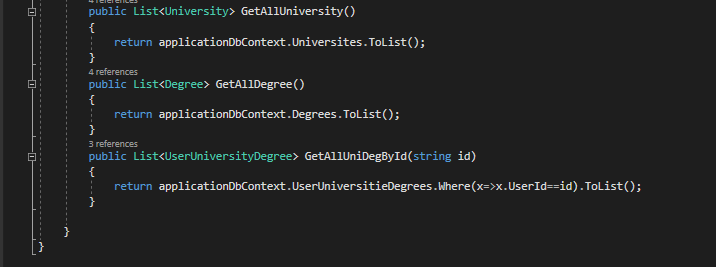 4 references
public List<University> GetAllUniversity()
{
return applicationDbContext.Universites.ToList();
}
4 references
public List<Degree> GetAllDegree()
{
return applicationDbContext.Degrees.ToList();
}
3 references
public List<UserUniversityDegree> GetAllUniDegById(string id)
{
return applicationDbContext.UserUniversitieDegrees.Where(x=>x.UserId==id).ToList();
}
}
}